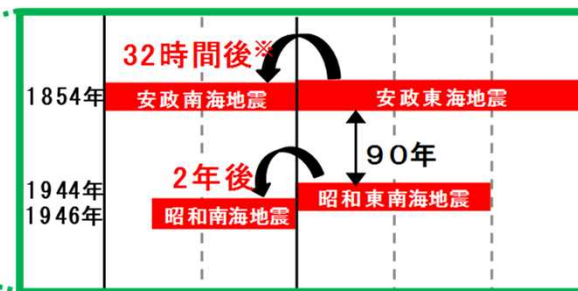 32時間後※
1854年
安政南海地震
安政東海地震
90年
2年後
1944年
昭和東南海地震
1946年
昭和南海地震